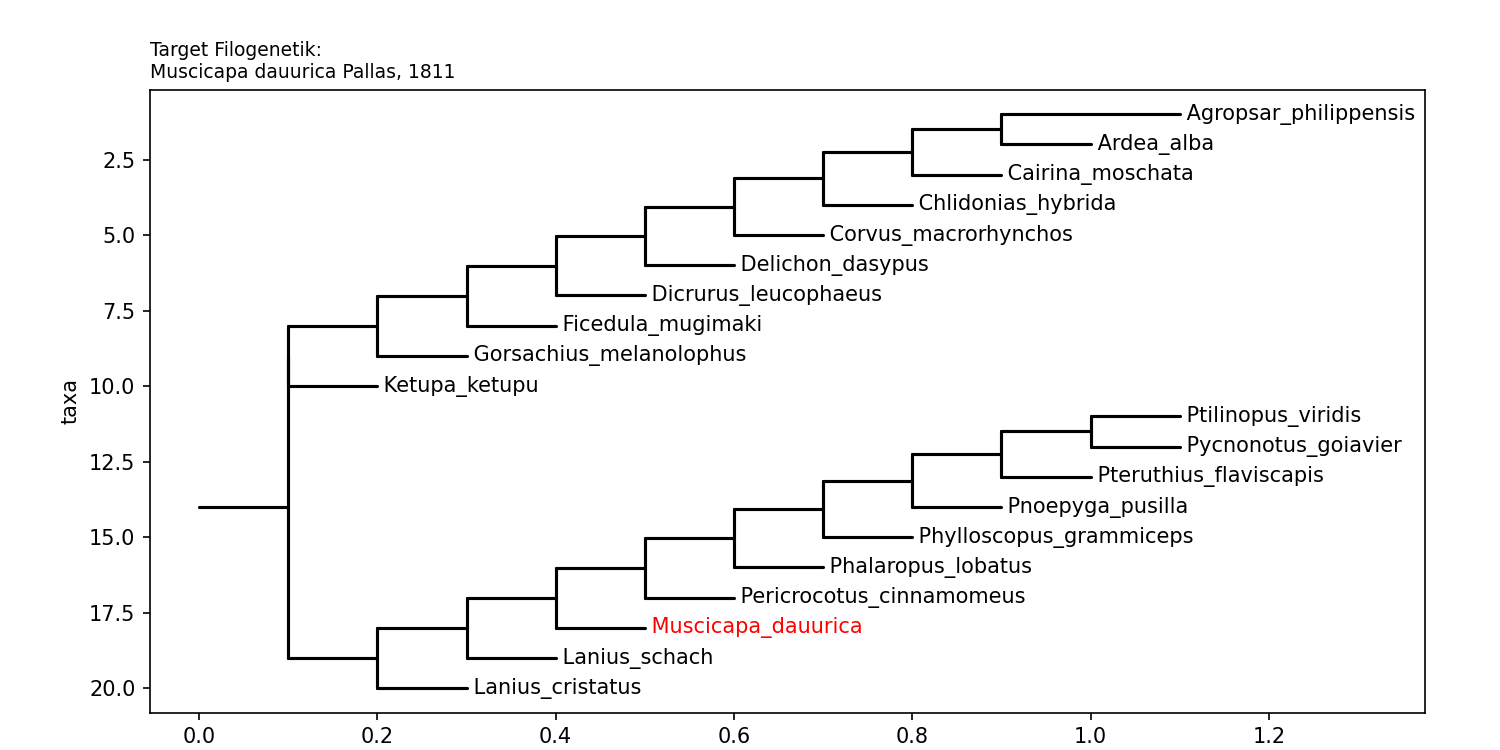 Target Filogenetik:
Muscicapa dauurica Pallas, 1811
Agropsar_philippensis
Ardea_alba
2.5
Cairina_moschata
Chlidonias_hybrida
5.0
Corvus_macrorhynchos
Delichon_dasypus
Dicrurus_leucophaeus
7.5
Ficedula_mugimaki
Gorsachius_melanolophus
10.0
Ketupa_ketupu
taxa
Ptilinopus_viridis
Pycnonotus_goiavier
12.5
Pteruthius_flaviscapis
Pnoepyga_pusilla
15.0
Phylloscopus_grammiceps
Phalaropus_lobatus
Pericrocotus_cinnamomeus
17.5
Muscicapa_dauurica
Lanius_schach
20.0
Lanius_cristatus
0.0 0.2 0.4 0.6 0.8 1.0 1.2